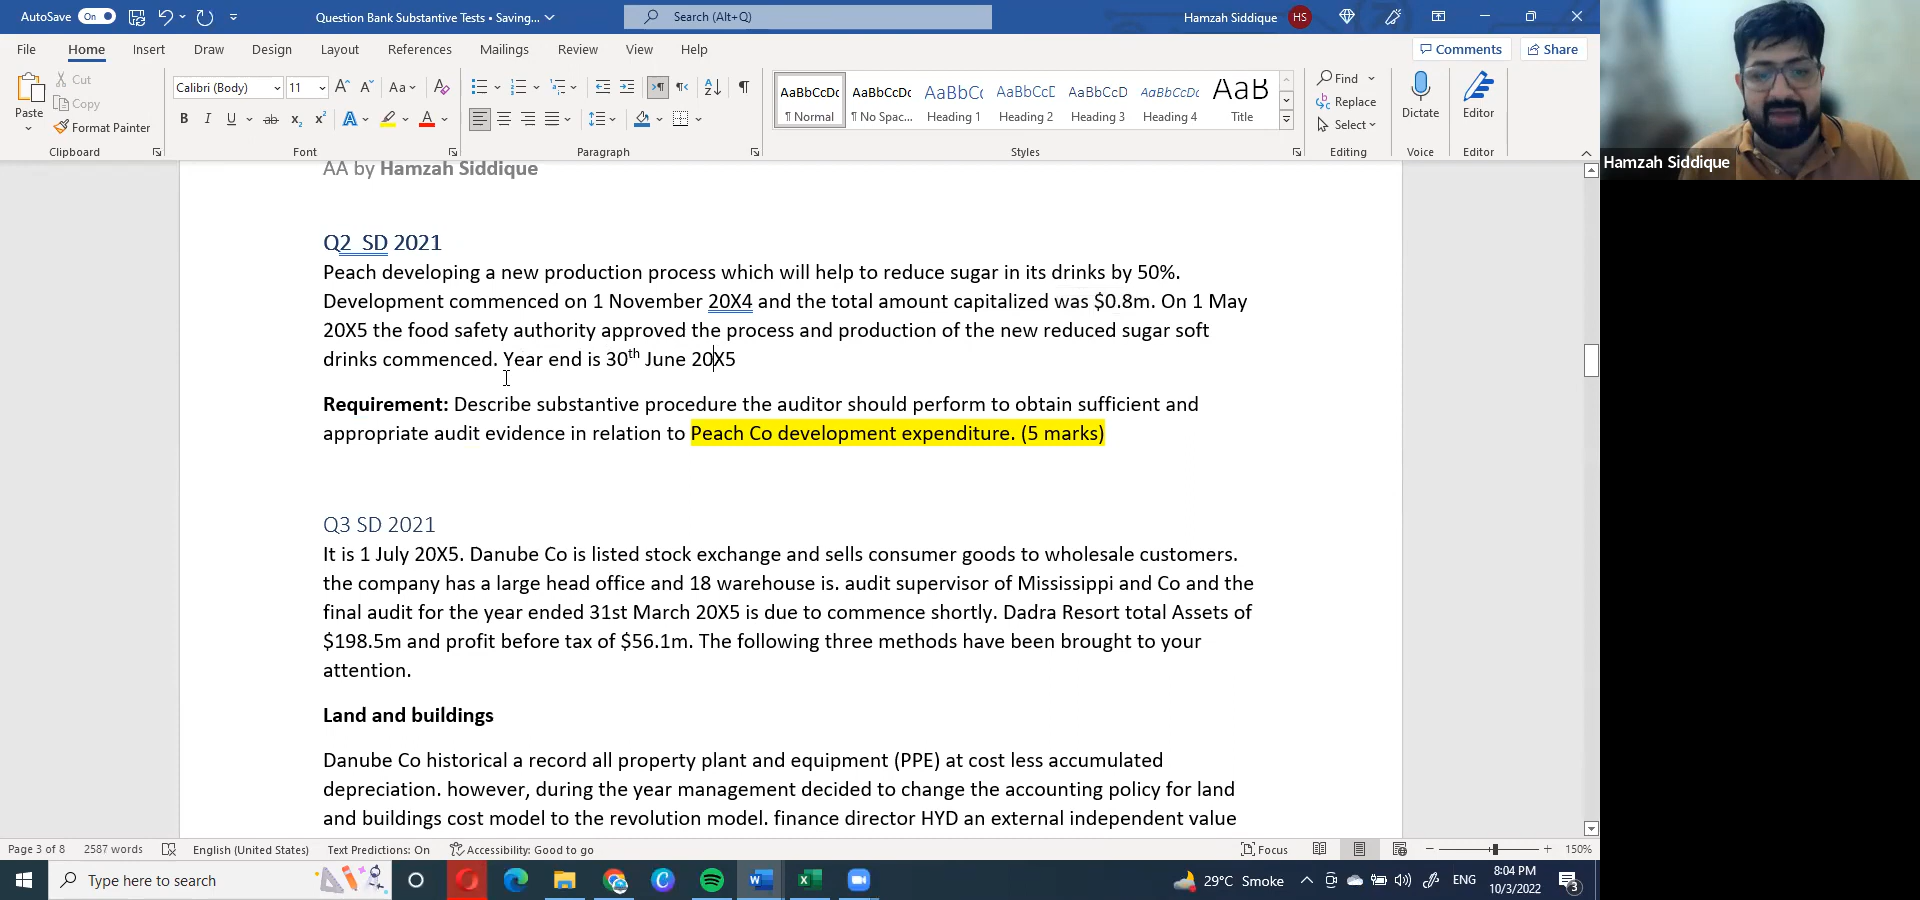 AutoSave On Question Bank Substantive Tests • Saving... Search (Alt+Q) Hamzah Siddique HS
File Home Insert Draw Design Layout References Mailings Review View Help Comments Share
Paste Cut Copy Format Painter Clipboard
Calibri (Body) 11 Aa Font
Paragraph
AaBbCcDc ¶ Normal AaBbCcDc ¶ No Spac... AaBbCc Heading 1 AaBbCcD Heading 2 AaBbCcD Heading 3 AaBbCcDc Heading 4 AaB Title Styles
Find Replace Select Editing
Dictate Voice
Editor Editor
Hamzah Siddique
AA by Hamzah Siddique
Q2 SD 2021
Peach developing a new production process which will help to reduce sugar in its drinks by 50%.
Development commenced on 1 November 20X4 and the total amount capitalized was $0.8m. On 1 May
20X5 the food safety authority approved the process and production of the new reduced sugar soft
drinks commenced. Year end is 30th June 20X5
Requirement: Describe substantive procedure the auditor should perform to obtain sufficient and
appropriate audit evidence in relation to Peach Co development expenditure. (5 marks)
Q3 SD 2021
It is 1 July 20X5. Danube Co is listed stock exchange and sells consumer goods to wholesale customers.
the company has a large head office and 18 warehouse is. audit supervisor of Mississippi and Co and the
final audit for the year ended 31st March 20X5 is due to commence shortly. Dadra Resort total Assets of
$198.5m and profit before tax of $56.1m. The following three methods have been brought to your
attention.
Land and buildings
Danube Co historical a record all property plant and equipment (PPE) at cost less accumulated
depreciation. however, during the year management decided to change the accounting policy for land
and buildings cost model to the revolution model. finance director HYD an external independent value
Page 3 of 8 2587 words English (United States) Text Predictions: On Accessibility: Good to go Focus 150%
Type here to search 29°C Smoke ENG 8:04 PM
10/3/2022 3